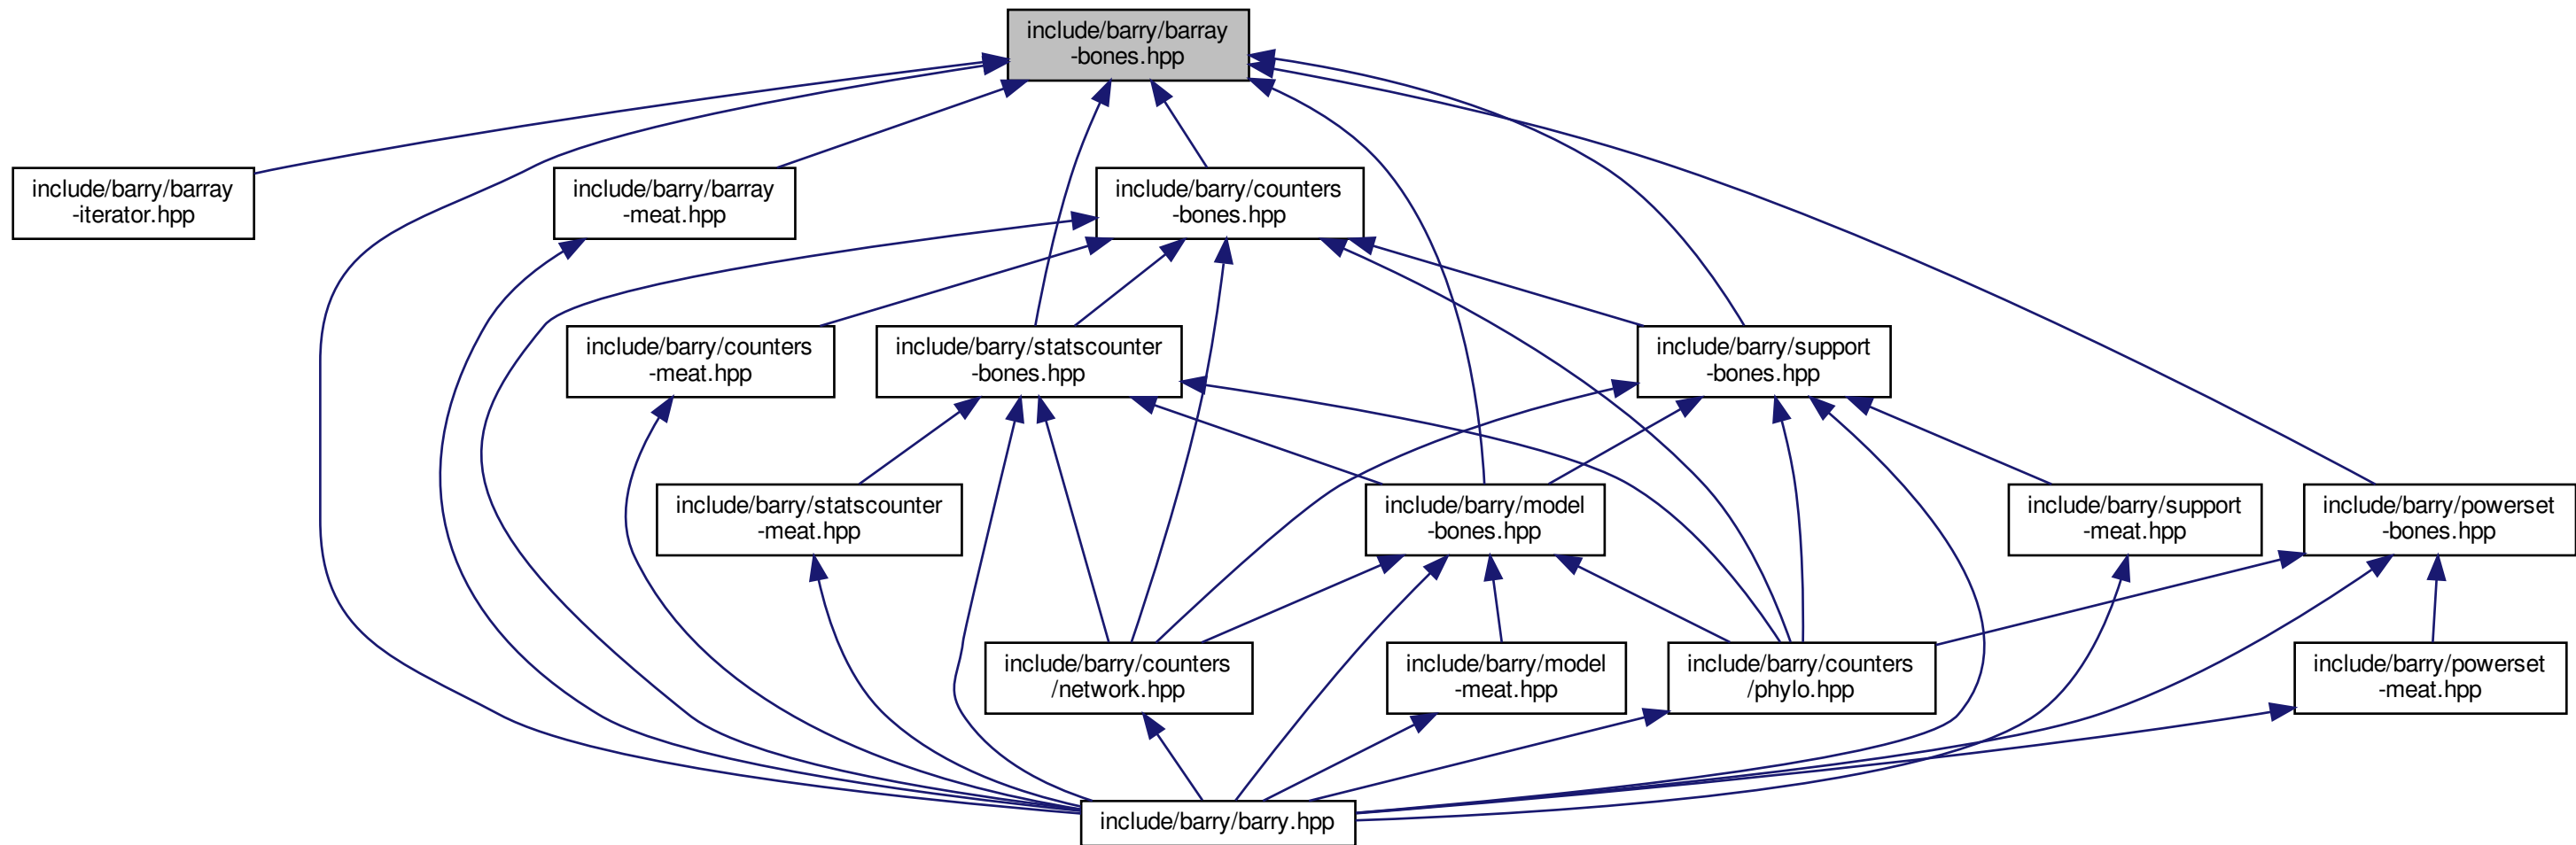 include/barry/barray
-bones.hpp
include/barry/barray
-iterator.hpp
include/barry/barray
-meat.hpp
include/barry/counters
-bones.hpp
include/barry/counters
-meat.hpp
include/barry/statscounter
-bones.hpp
include/barry/support
-bones.hpp
include/barry/statscounter
-meat.hpp
include/barry/model
-bones.hpp
include/barry/support
-meat.hpp
include/barry/powerset
-bones.hpp
include/barry/counters
/network.hpp
include/barry/model
-meat.hpp
include/barry/counters
/phylo.hpp
include/barry/powerset
-meat.hpp
include/barry/barry.hpp